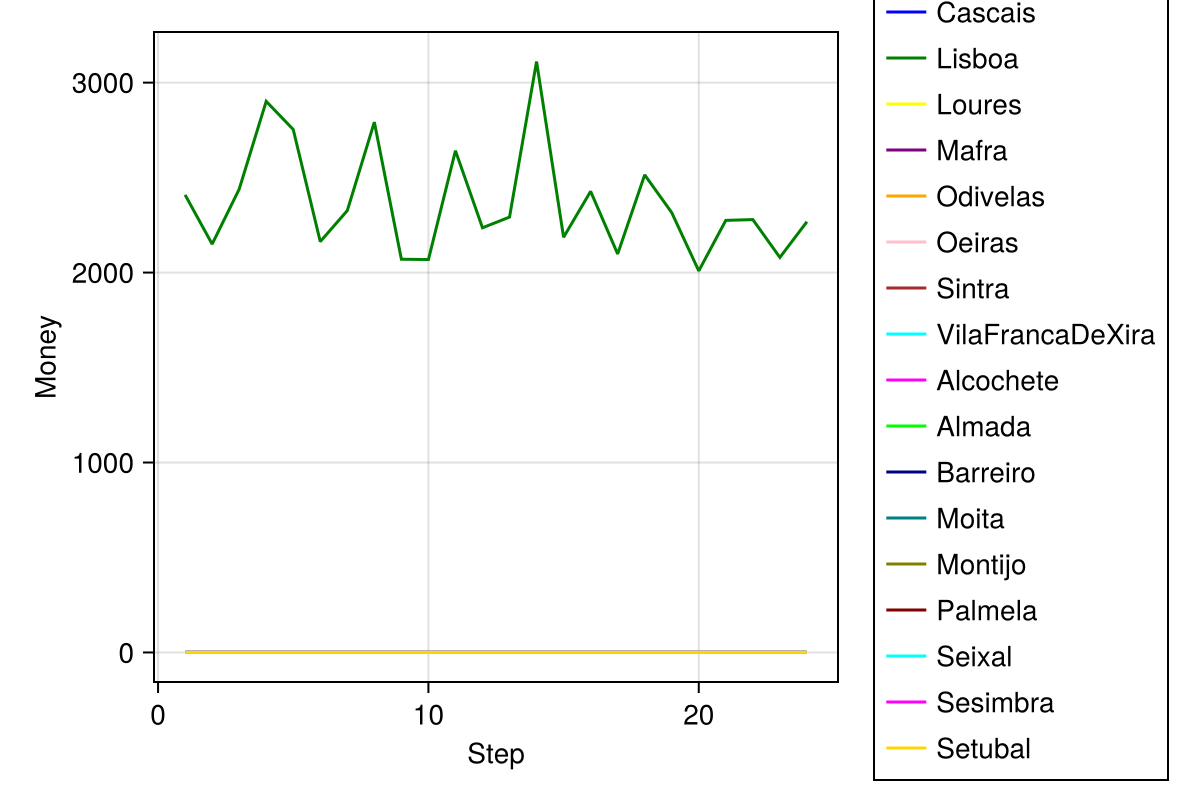 Money
3000
2000
1000
0
0 10 20
Step
Cascais
Lisboa
Loures
Mafra
Odivelas
Oeiras
Sintra
VilaFrancaDeXira
Alcochete
Almada
Barreiro
Moita
Montijo
Palmela
Seixal
Sesimbra
Setubal